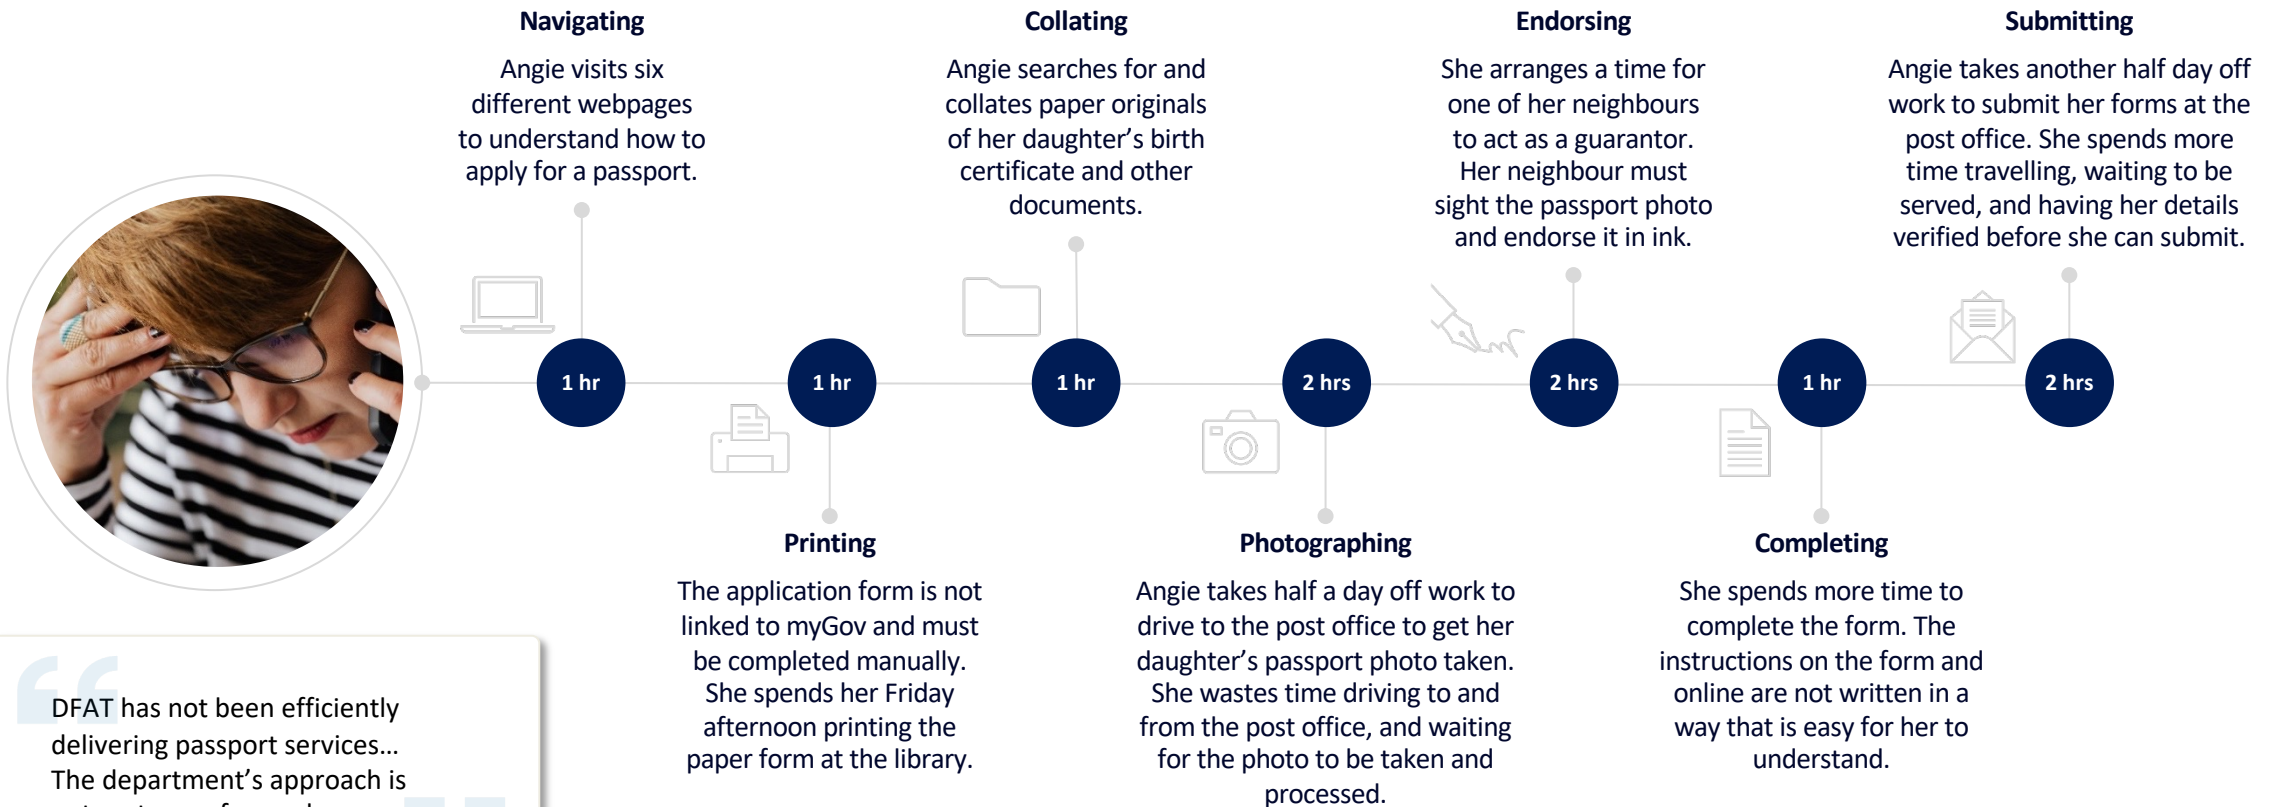 Navigating
Angie visits six
different webpages
to understand how to
apply for a passport.
Collating
Angie searches for and
collates paper originals
of her daughter’s birth
certificate and other
documents.
Endorsing
She arranges a time for
one of her neighbours
to act as a guarantor.
Her neighbour must
sight the passport photo
and endorse it in ink.
Submitting
Angie takes another half day off
work to submit her forms at the
post office. She spends more
time travelling, waiting to be
served, and having her details
verified before she can submit.
1 hr
1 hr
1 hr
2 hrs
2 hrs
1 hr
2 hrs
Printing
The application form is not
linked to myGov and must
be completed manually.
She spends her Friday
afternoon printing the
paper form at the library.
Photographing
Angie takes half a day off work to
drive to the post office to get her
daughter’s passport photo taken.
She wastes time driving to and
from the post office, and waiting
for the photo to be taken and
processed.
Completing
She spends more time to
complete the form. The
instructions on the form and
online are not written in a
way that is easy for her to
understand.
“
DFAT has not been efficiently
delivering passport services…
The department’s approach is